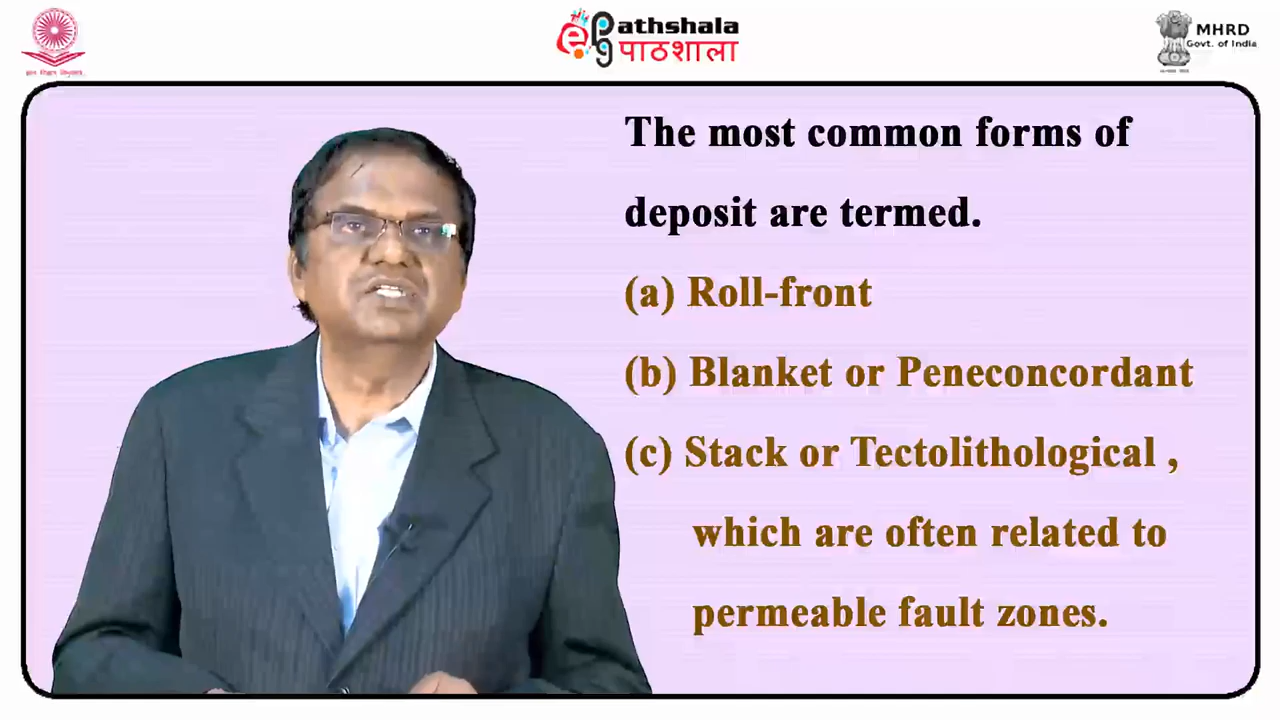 Pathshala
पाठशाला
MHRD
Govt. of India
The most common forms of
deposit are termed.
(a) Roll-front
(b) Blanket or Peneconcordant
(c) Stack or Tectolithological ,
which are often related to
permeable fault zones.